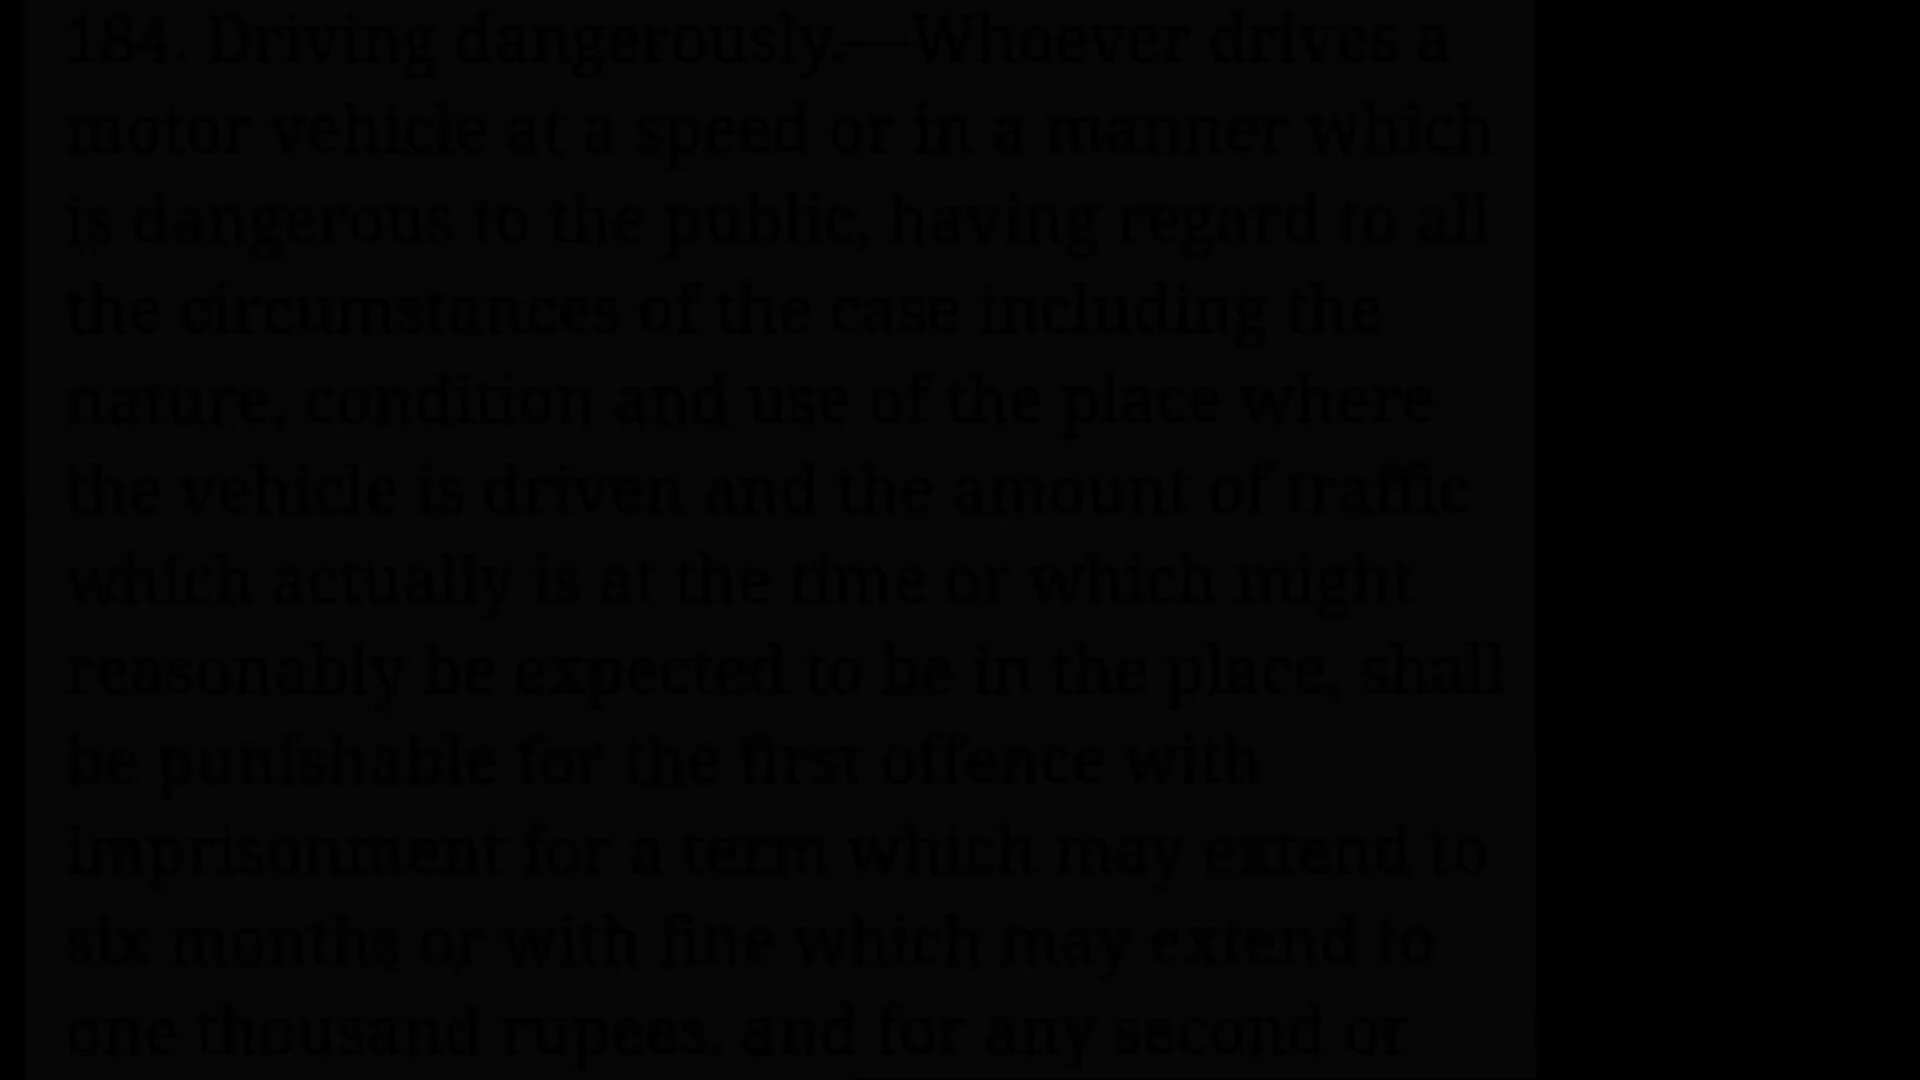 184. Driving dangerously.—Whoever drives a
motor vehicle at a speed or in a manner which
is dangerous to the public, having regard to all
the circumstances of the case including the
nature, condition and use of the place where
the vehicle is driven and the amount of traffic
which actually is at the time or which might
reasonably be expected to be in the place, shall
be punishable for the first offence with
imprisonment for a term which may extend to
six months or with fine which may extend to
one thousand rupees, and for any second or